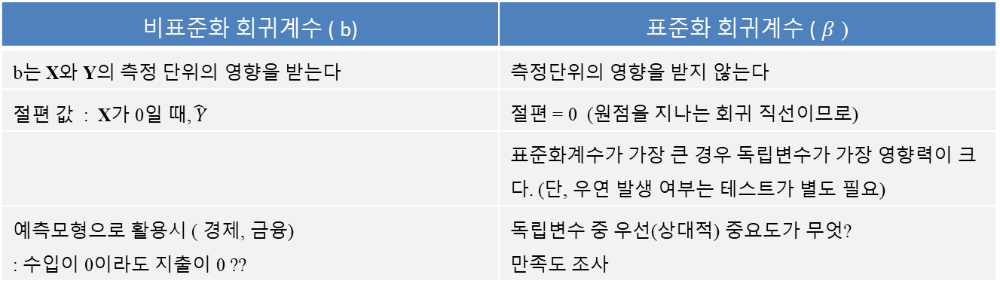 비표준화 회귀계수 ( b)
표준화 회귀계수 ( 𝛽 )
b는 X와 Y의 측정 단위의 영향을 받는다
측정단위의 영향을 받지 않는다
절편 값 : X가 0일 때, Ŷ
절편 = 0 (원점을 지나는 회귀 직선이므로)
표준화계수가 가장 큰 경우 독립변수가 가장 영향력이 크
다. (단, 우연 발생 여부는 테스트가 별도 필요)
예측모형으로 활용시 ( 경제, 금융)
: 수입이 0이라도 지출이 0 ??
독립변수 중 우선(상대적) 중요도가 무엇?
만족도 조사